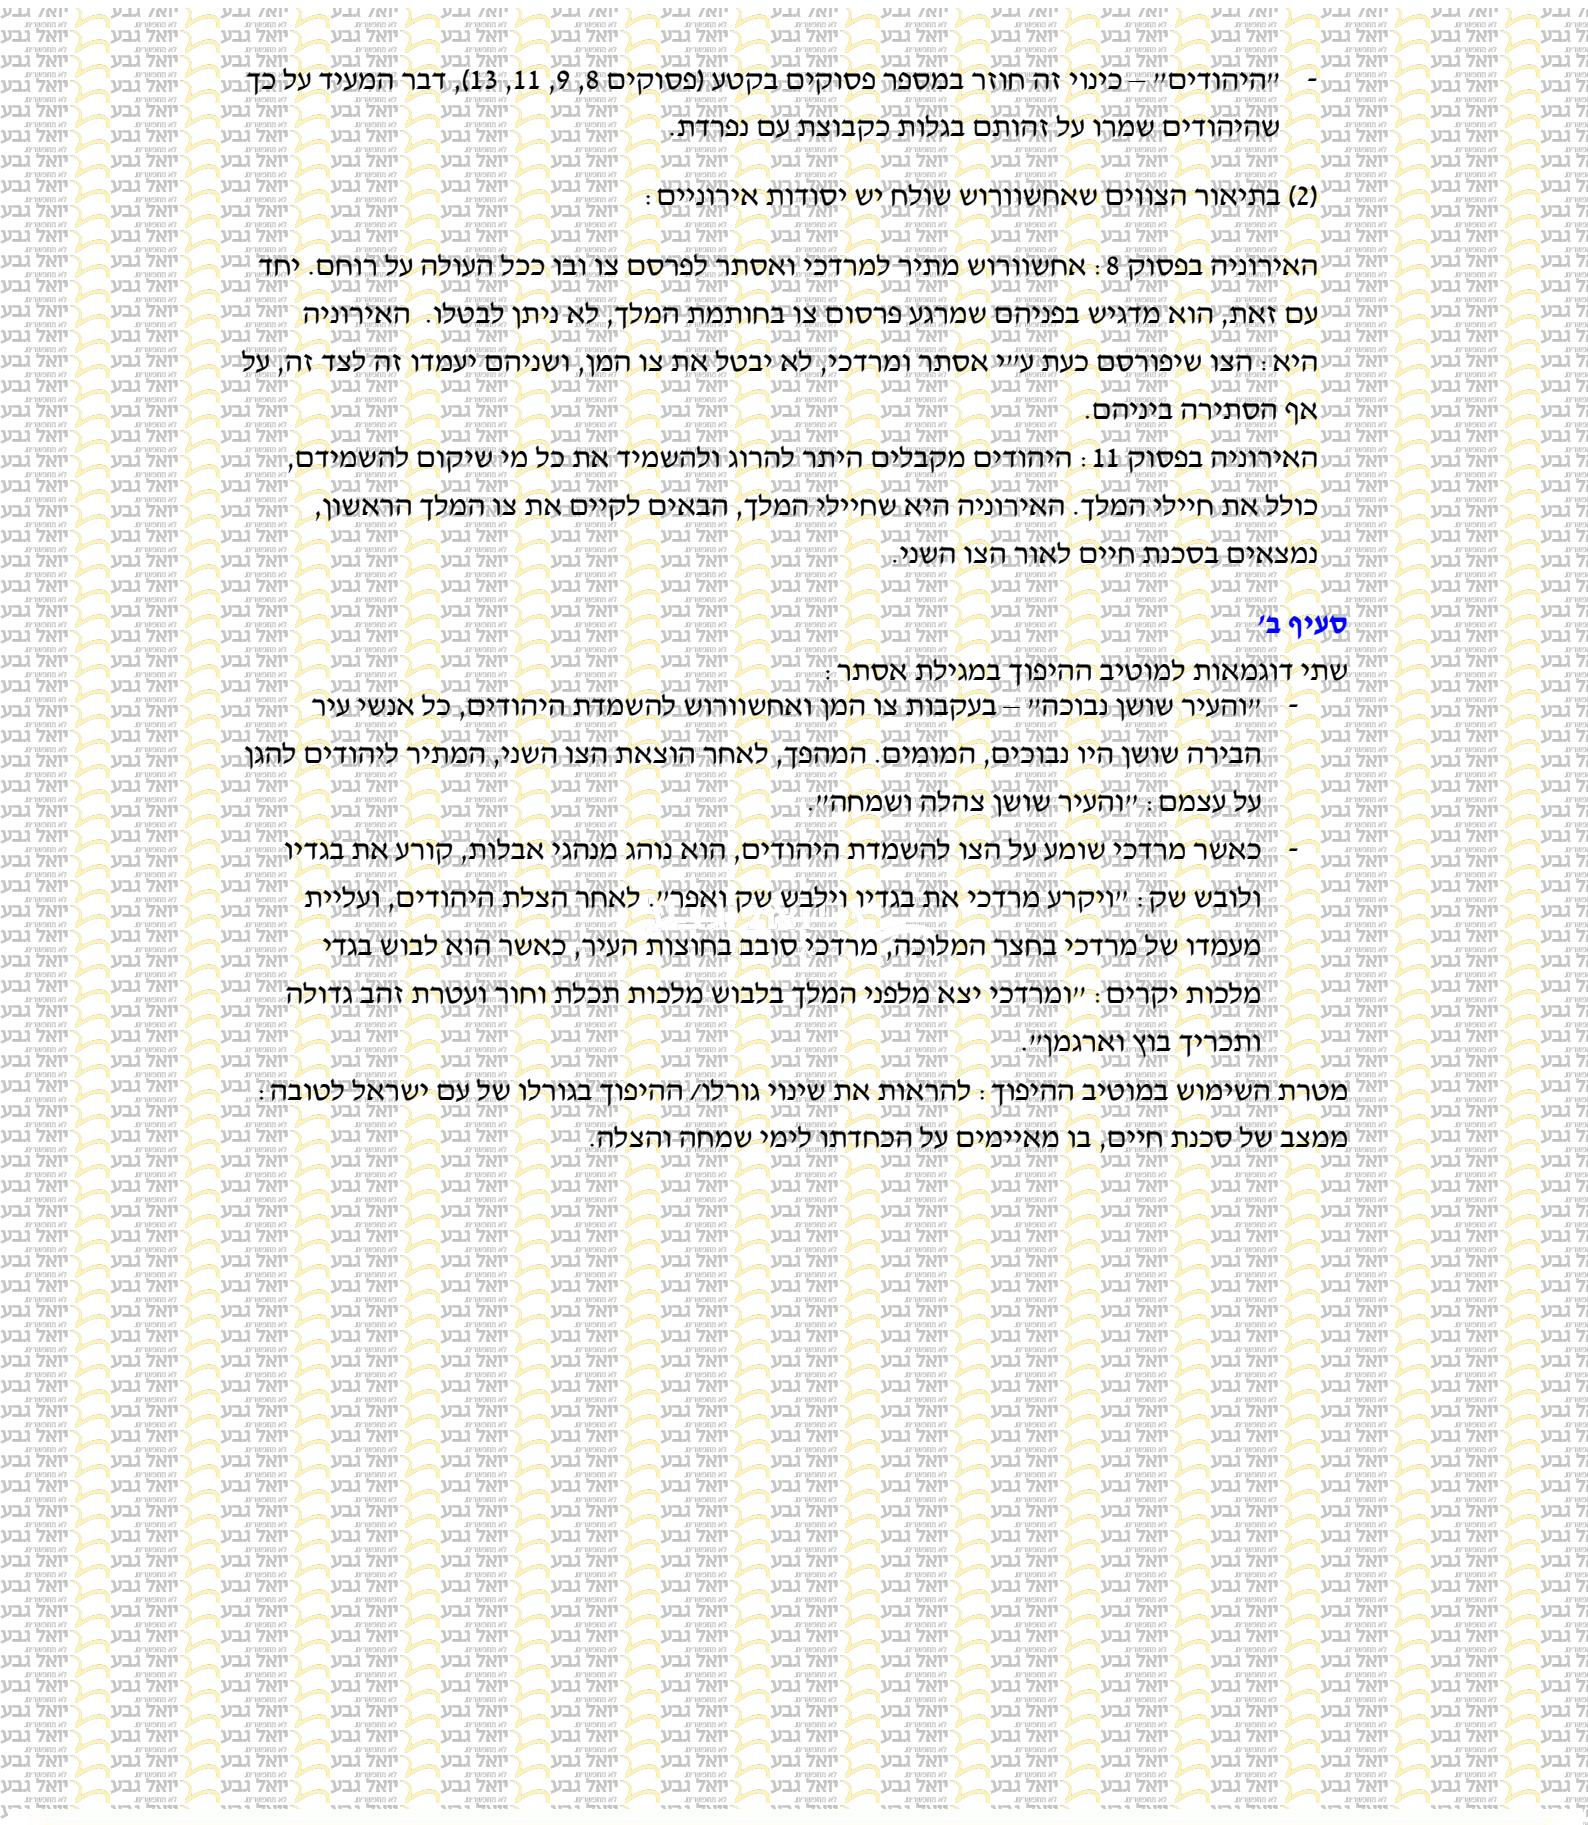 - "היהודים" – כינוי זה חוזר במספר פסוקים בקטע (פסוקים 8, 9, 11, 13), דבר המעיד על כך
שהיהודים שמרו על זהותם בגלות כקבוצת עם נפרדת.
(2) בתיאור הצווים שאחשוורוש שולח יש יסודות אירוניים:
האירוניה בפסוק 8: אחשוורוש מתיר למרדכי ואסתר לפרסם צו ובו ככל העולה על רוחם. יחד
עם זאת, הוא מדגיש בפניהם שמרגע פרסום צו בחותמת המלך, לא ניתן לבטלו. האירוניה
היא: הצו שיפורסם כעת ע"י אסתר ומרדכי, לא יבטל את צו המן, ושניהם יעמדו זה לצד זה, על
אף הסתירה ביניהם.
האירוניה בפסוק 11: היהודים מקבלים היתר להרוג ולהשמיד את כל מי שיקום להשמידם,
כולל את חיילי המלך. האירוניה היא שחיילי המלך, הבאים לקיים את צו המלך הראשון,
נמצאים בסכנת חיים לאור הצו השני.
סעיף ב'
שתי דוגמאות למוטיב ההיפוך במגילת אסתר:
- "והעיר שושן נבוכה" – בעקבות צו המן ואחשוורוש להשמדת היהודים, כל אנשי עיר
הבירה שושן היו נבוכים, המומים. המהפך, לאחר הוצאת הצו השני, המתיר ליהודים להגן
על עצמם: "והעיר שושן צהלה ושמחה".
- כאשר מרדכי שומע על הצו להשמדת היהודים, הוא נוהג מנהגי אבלות, קורע את בגדיו
ולובש שק: "ויקרע מרדכי את בגדיו וילבש שק ואפר". לאחר הצלת היהודים, ועליית
מעמדו של מרדכי בחצר המלוכה, מרדכי סובב בחוצות העיר, כאשר הוא לבוש בגדי
מלכות יקרים: "ומרדכי יצא מלפני המלך בלבוש מלכות תכלת וחור ועטרת זהב גדולה
ותכריך בוץ וארגמן".
מטרת השימוש במוטיב ההיפוך: להראות את שינוי גורלו/ ההיפוך בגורלו של עם ישראל לטובה:
ממצב של סכנת חיים, בו מאיימים על הכחדתו לימי שמחה והצלה.